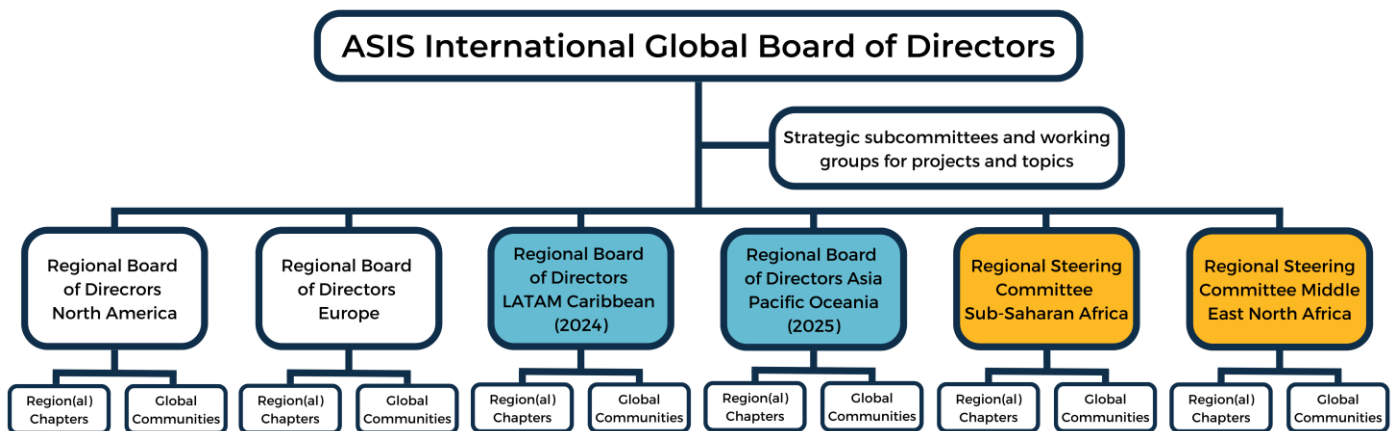 ASIS International Global Board of Directors
Strategic subcommittees and working
groups for projects and topics
Regional Board
of Direcrors
North America
Regional Board
of Directors
Europe
Regional Board
of Directors
LATAM Caribbean
(2024)
Regional Board
of Directors Asia
Pacific Oceania
(2025)
Regional Steering
Committee
Sub-Saharan Africa
Regional Steering
Committee Middle
East North Africa
Region(al)
Chapters
Global
Communities
Region(al)
Chapters
Global
Communities
Region(al)
Chapters
Global
Communities
Region(al)
Chapters
Global
Communities
Region(al)
Chapters
Global
Communities
Region(al)
Chapters
Global
Communities